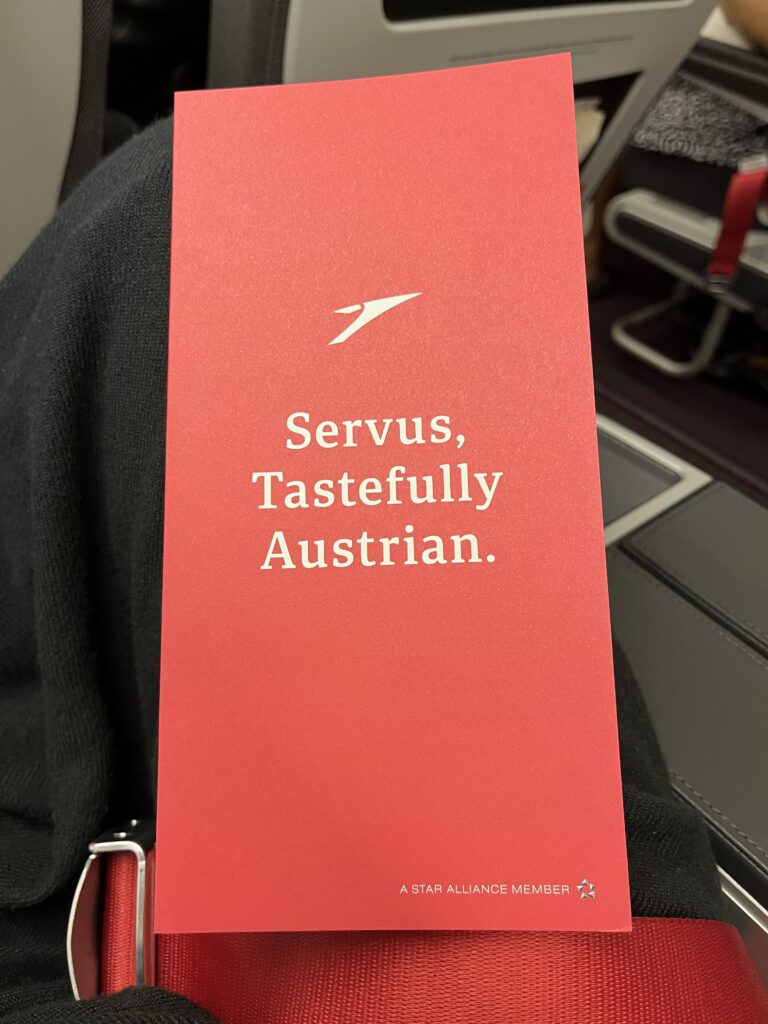 Servus,
Tastefully
Austrian.
A STAR ALLIANCE MEMBER